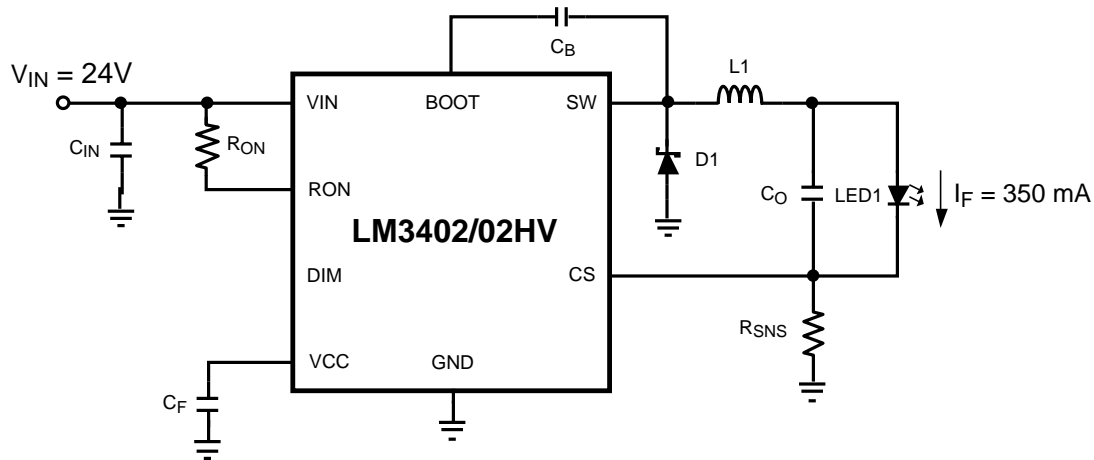 C_B
L1
V_IN = 24V
VIN
BOOT
SW
C_IN
R_ON
D1
RON
C_O
LED1
I_F = 350 mA
LM3402/02HV
DIM
CS
R_SNS
VCC
GND
C_F